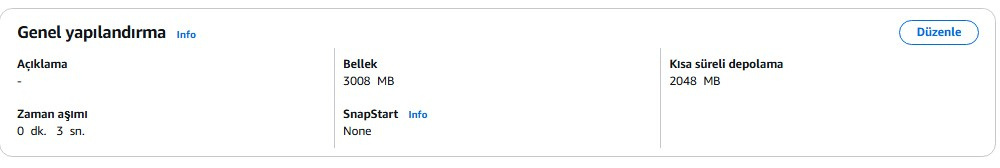 Genel yapılandırma Info
Düzenle
Açıklama
-
Bellek
3008 MB
Kısa süreli depolama
2048 MB
Zaman aşımı
0 dk. 3 sn.
SnapStart Info
None